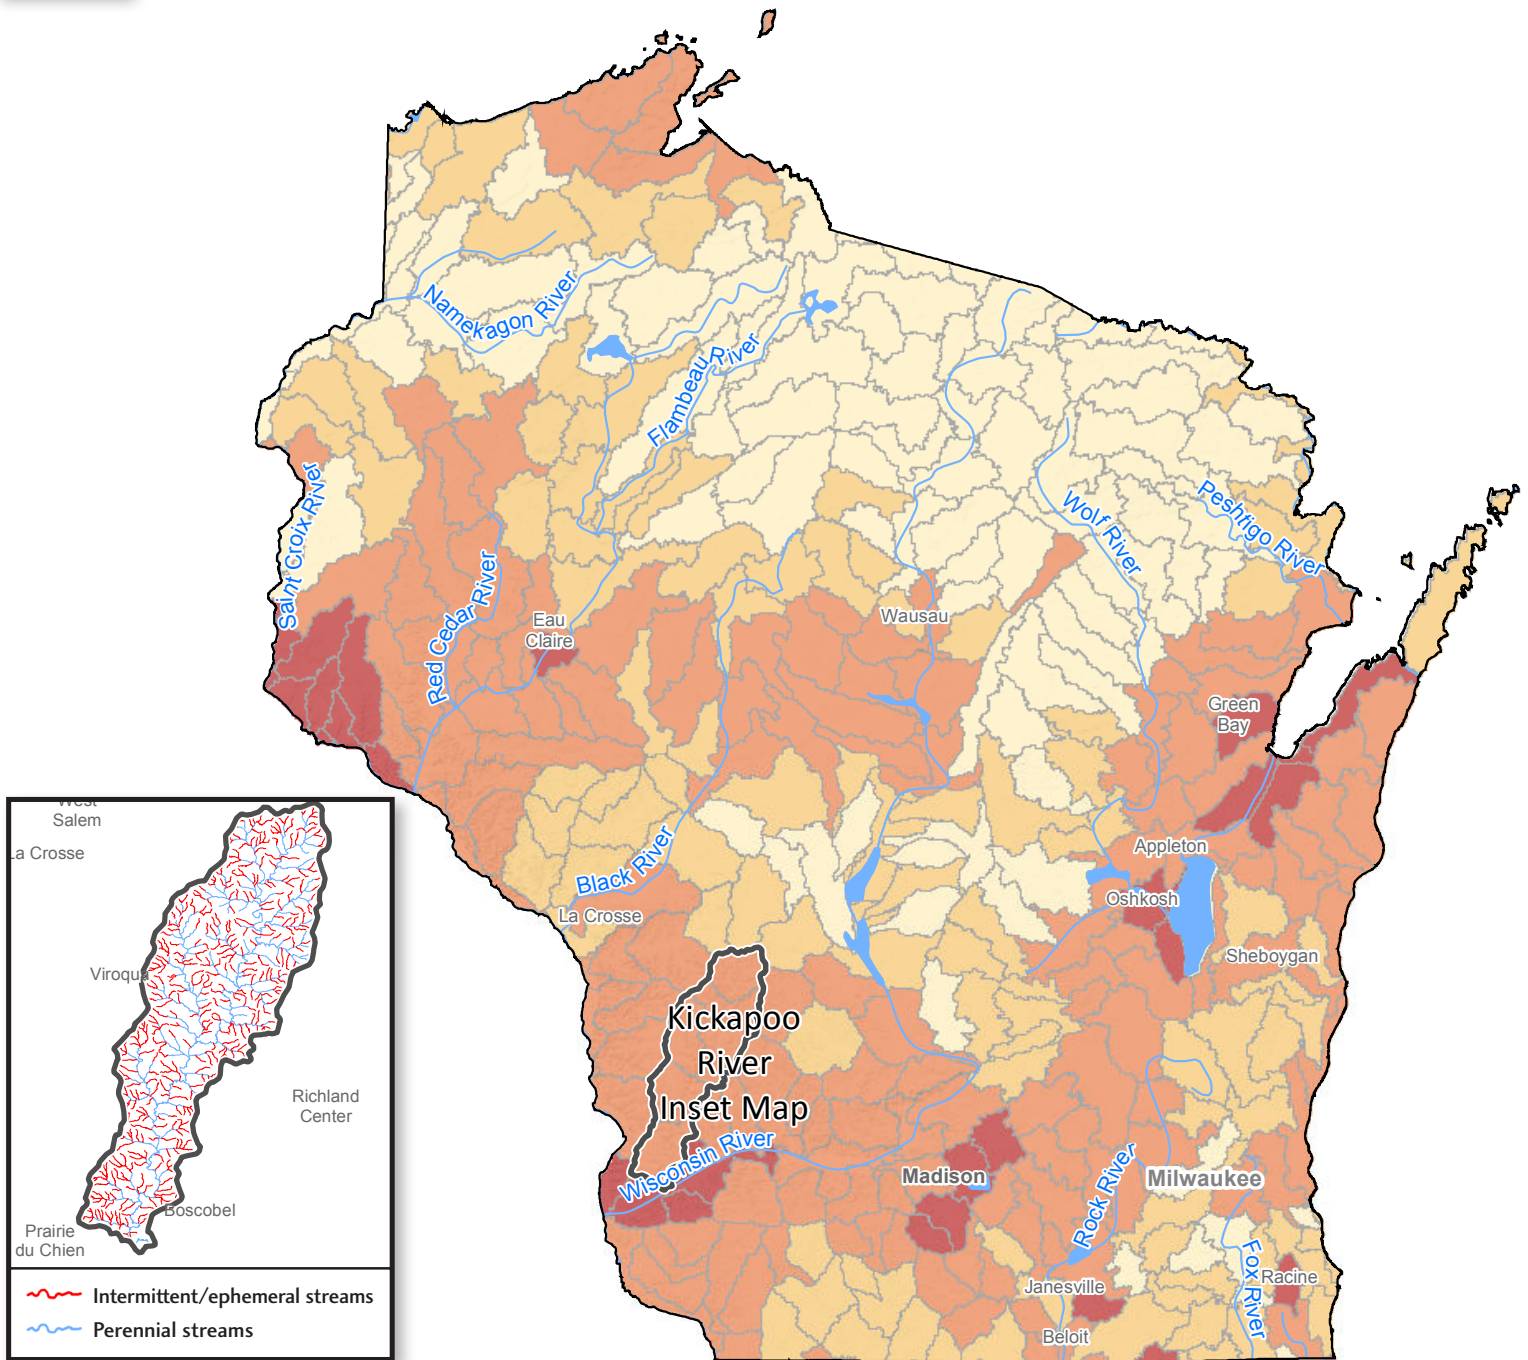 Namekagon River
Flambeau River
Saint Croix River
Red Cedar River
Wolf River
Peshtigo River
Eau
Claire
Wausau
Green
Bay
Appleton
Oshkosh
Sheboygan
Black River
La Crosse
Kickapoo
River
Inset Map
Wisconsin River
Madison
Milwaukee
Rock River
Fox River
Racine
Janesville
Beloit
West
Salem
La Crosse
Viroqua
Richland
Center
Boscobel
Prairie
du Chien
Intermittent/ephemeral streams
Perennial streams